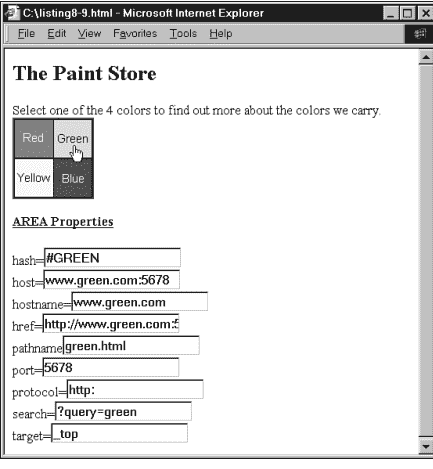 C:\listing8-9.html - Microsoft Internet Explorer
File Edit View Favorites Tools Help
The Paint Store
Select one of the 4 colors to find out more about the colors we carry.
Red Green
Yellow Blue
AREA Properties
hash=#GREEN
host=www.green.com:5678
hostname=www.green.com
href=http://www.green.com:5
pathname green.html
port=5678
protocol=http:
search=?query=green
target=_top